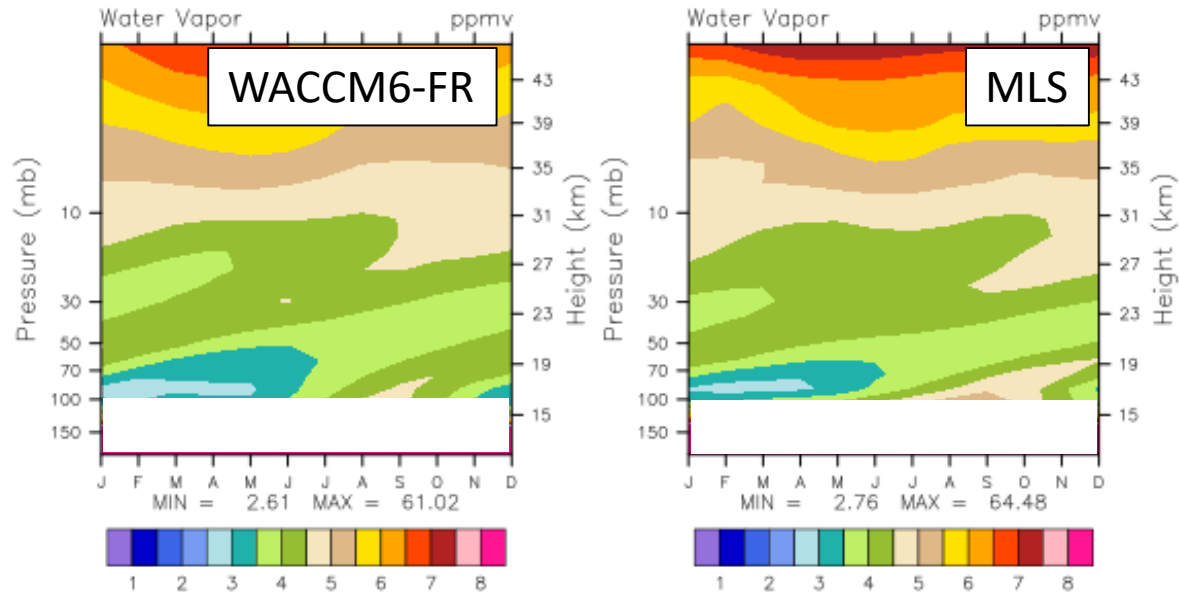 Water Vapor ppmv
WACCM6-FR
Pressure (mb)
10
30
50
70
100
150
43
39
35
31
27
23
19
15
Height (km)
J F M A M J J A S O N D
MIN = 2.61 MAX = 61.02
1 2 3 4 5 6 7 8
Water Vapor ppmv
MLS
Pressure (mb)
10
30
50
70
100
150
43
39
35
31
27
23
19
15
Height (km)
J F M A M J J A S O N D
MIN = 2.76 MAX = 64.48
1 2 3 4 5 6 7 8